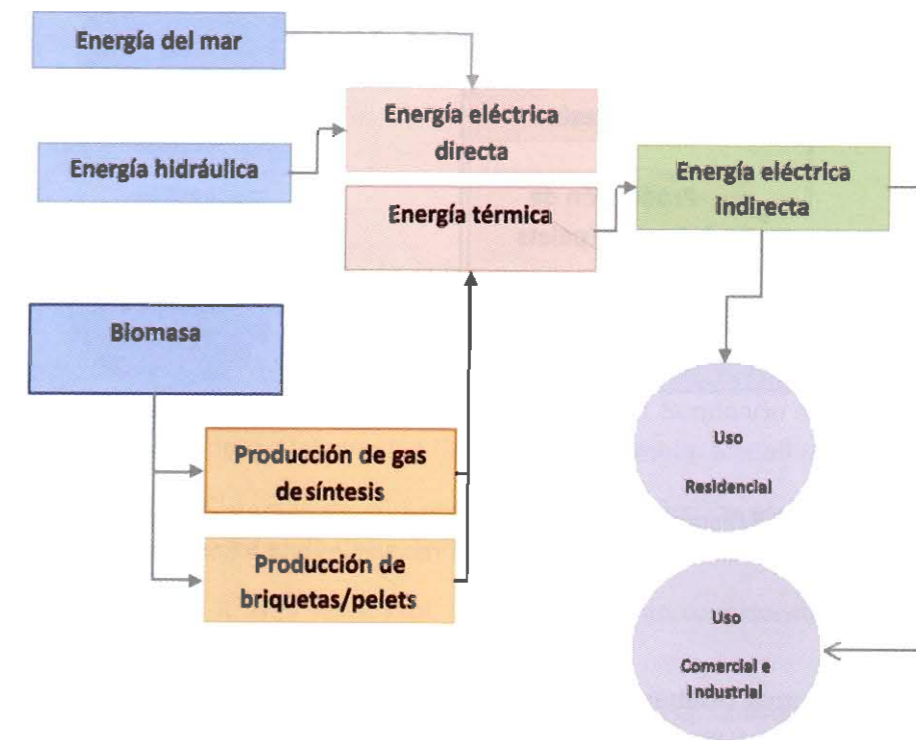 Energía del mar
Energía eléctrica
directa
Energía hidráulica
Energía térmica
Energía eléctrica
indirecta
Biomasa
Producción de gas
de síntesis
Producción de
briquetas/pelets
Uso
Residencial
Uso
Comercial e
Industrial